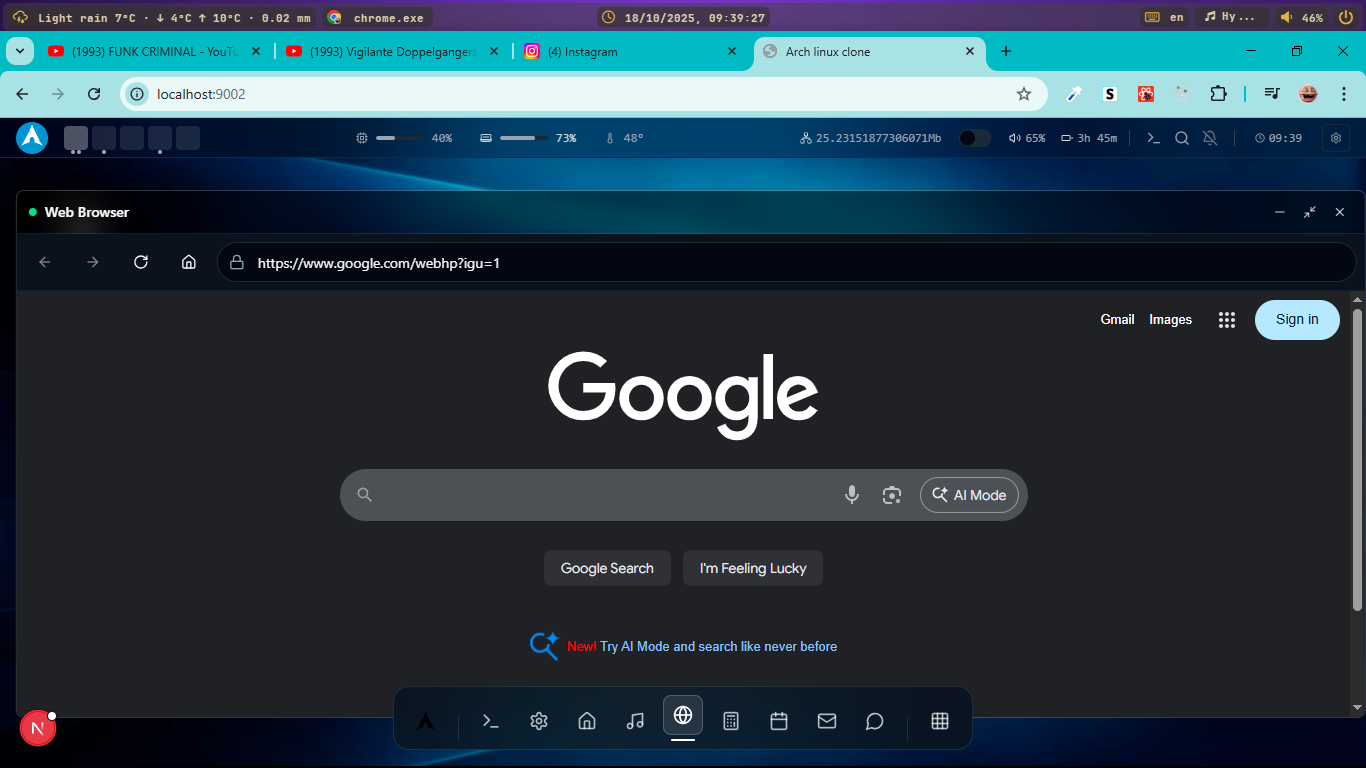 Light rain 7°C · ↓ 4°C ↑ 10°C · 0.02 mm
chrome.exe
18/10/2025, 09:39:27
en
Hy...
46%
(1993) FUNK CRIMINAL - YouTu
(1993) Vigilante Doppelgangers
(4) Instagram
Arch linux clone
localhost:9002
S
40%
73%
48°
25.23151877306071Mb
65%
3h 45m
09:39
Web Browser
https://www.google.com/webhp?igu=1
Gmail
Images
Sign in
Google
AI Mode
Google Search
I'm Feeling Lucky
New! Try AI Mode and search like never before
N